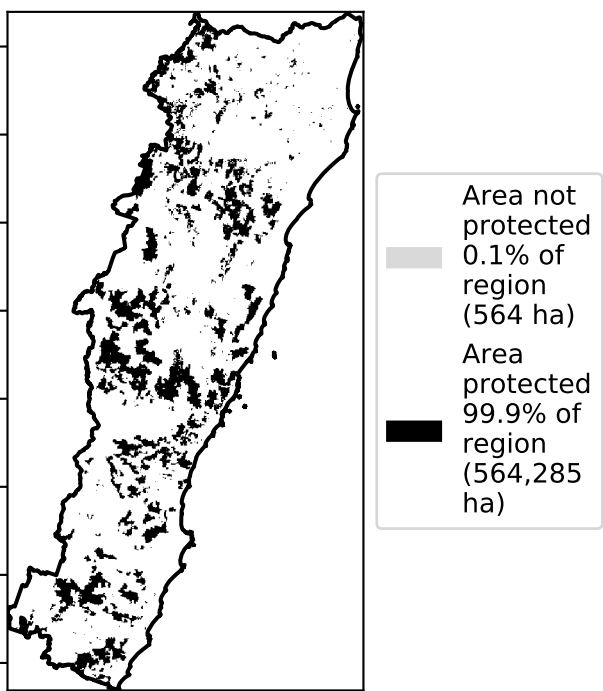 Area not
protected
0.1% of
region
(564 ha)
Area
protected
99.9% of
region
(564,285
ha)